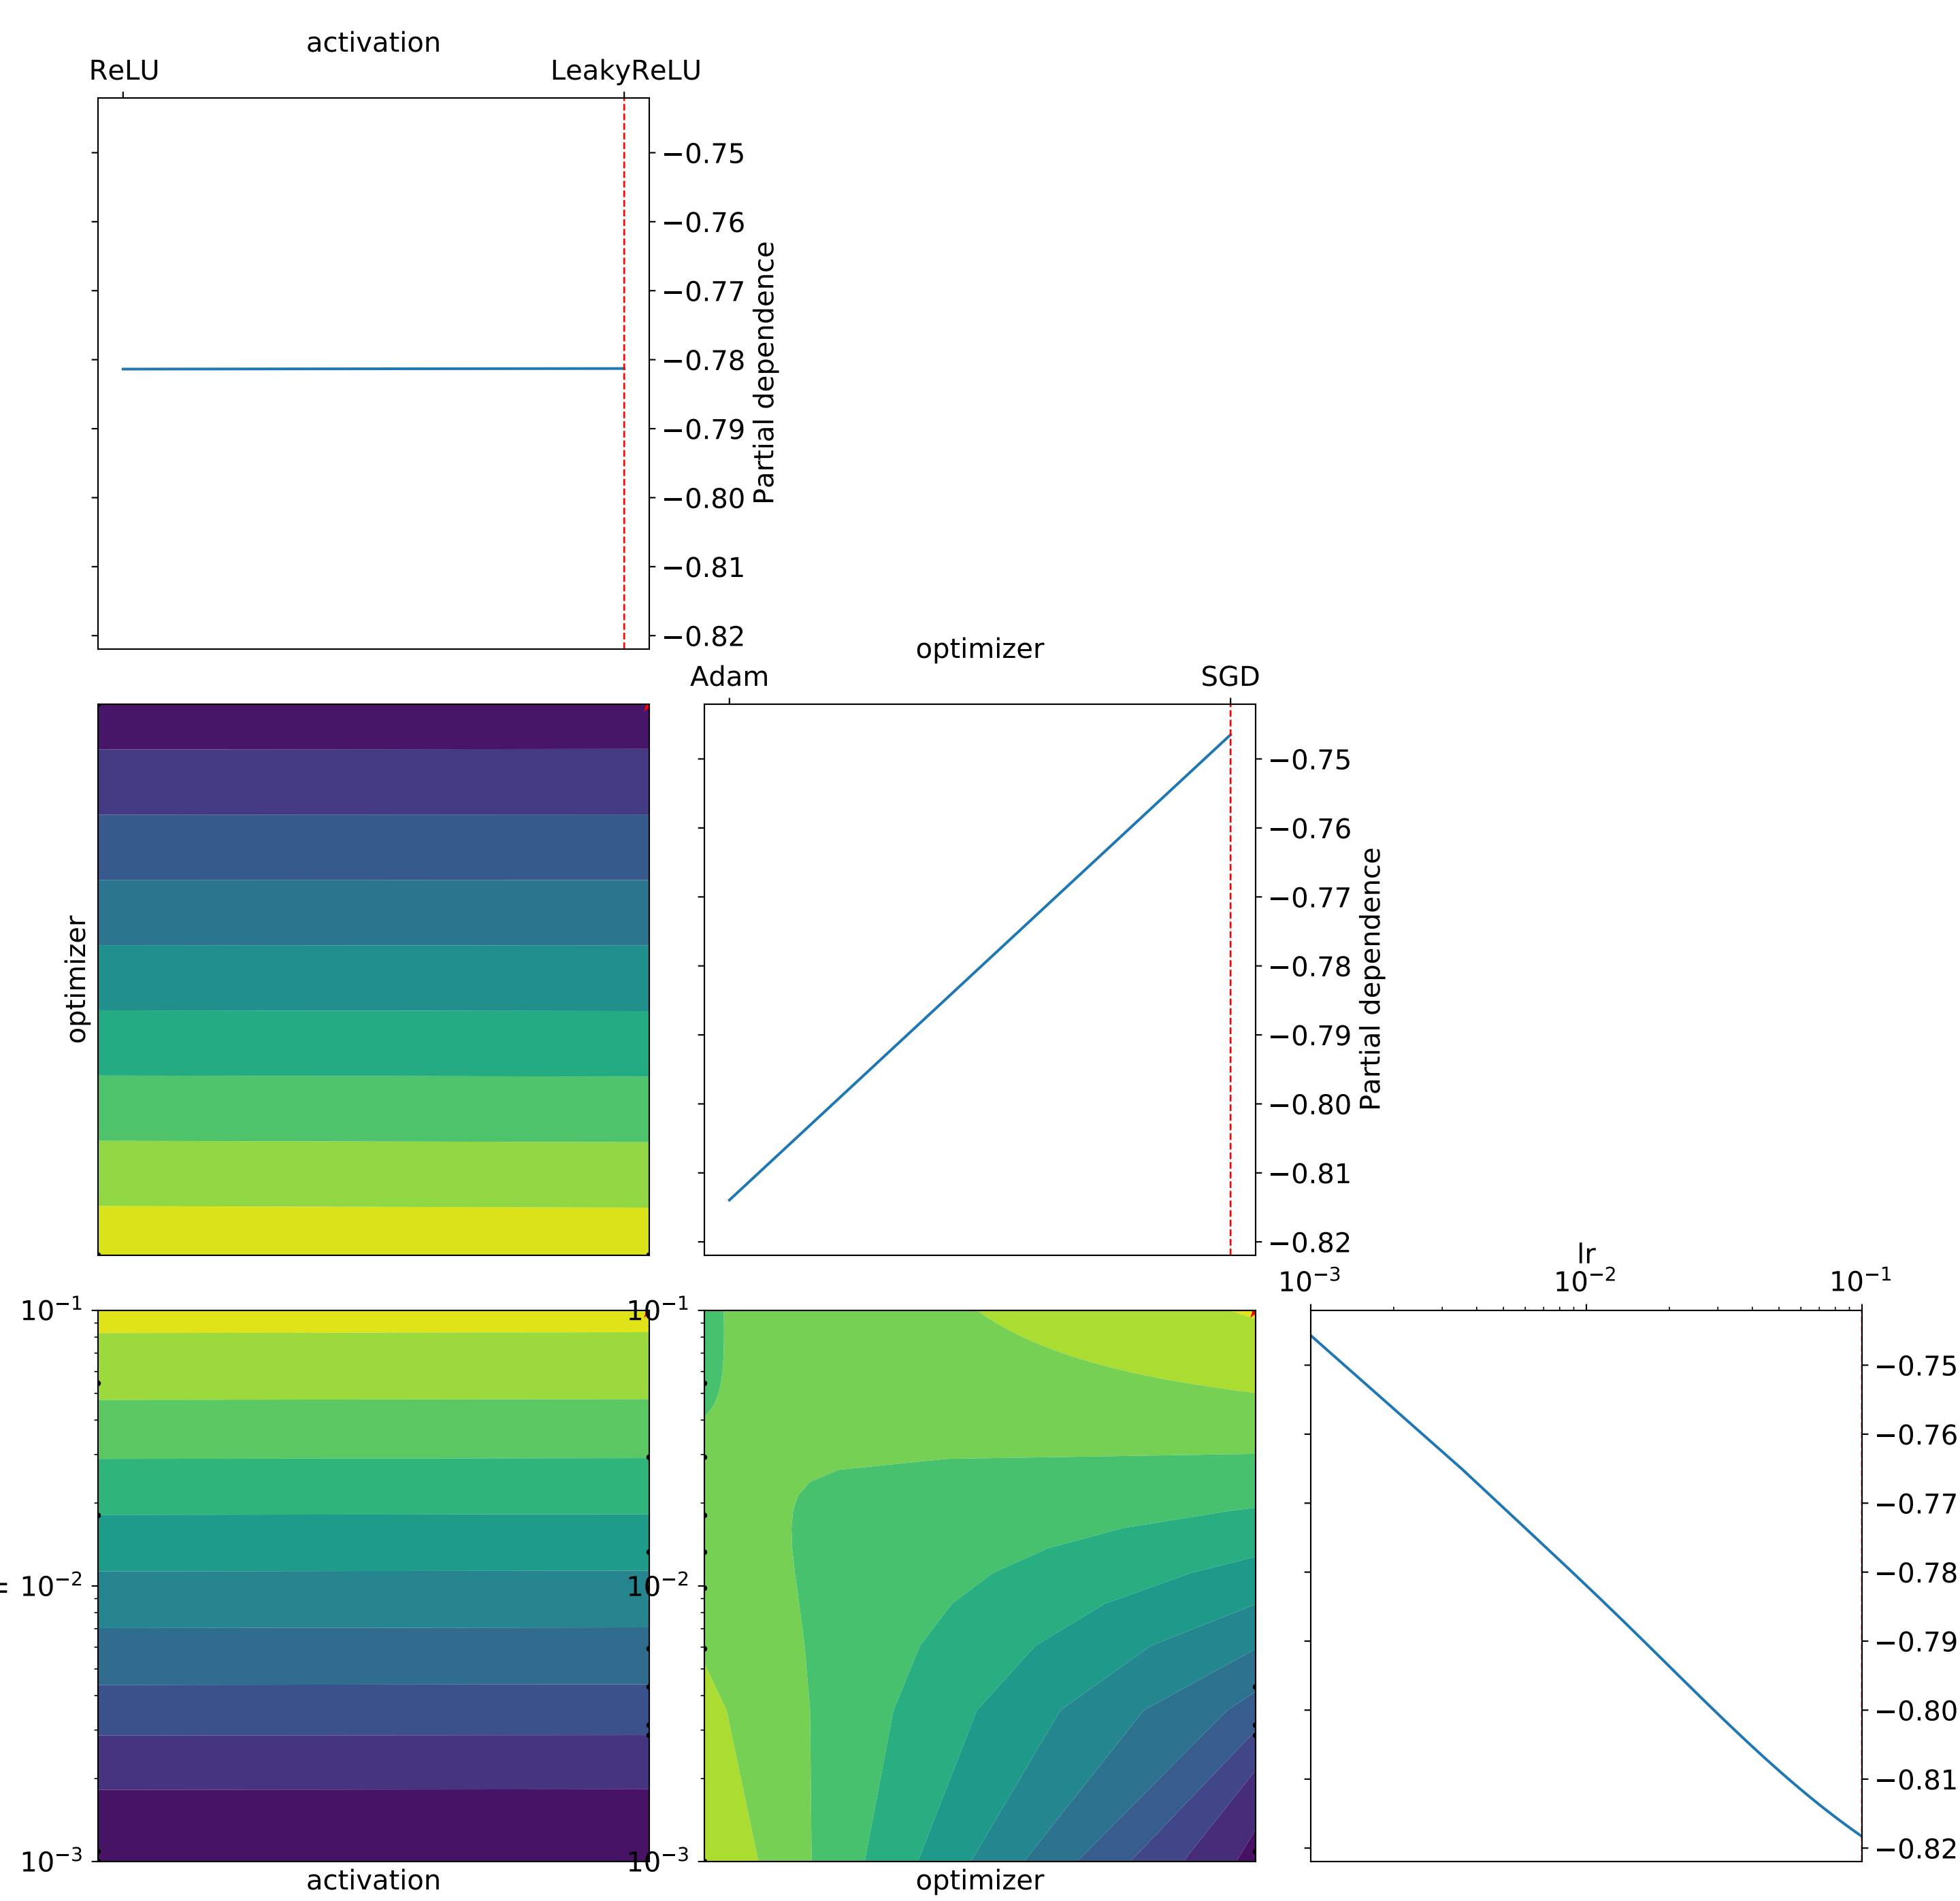 activation
ReLU LeakyReLU
−0.75
−0.76
−0.77
−0.78
−0.79
−0.80
−0.81
−0.82
Partial dependence
optimizer
Adam SGD
optimizer
−0.75
−0.76
−0.77
−0.78
−0.79
−0.80
−0.81
−0.82
Partial dependence
lr
10⁻³ 10⁻² 10⁻¹
10⁻¹
10⁻²
10⁻³
activation
10⁻¹
10⁻²
10⁻³
optimizer
−0.75
−0.76
−0.77
−0.78
−0.79
−0.80
−0.81
−0.82